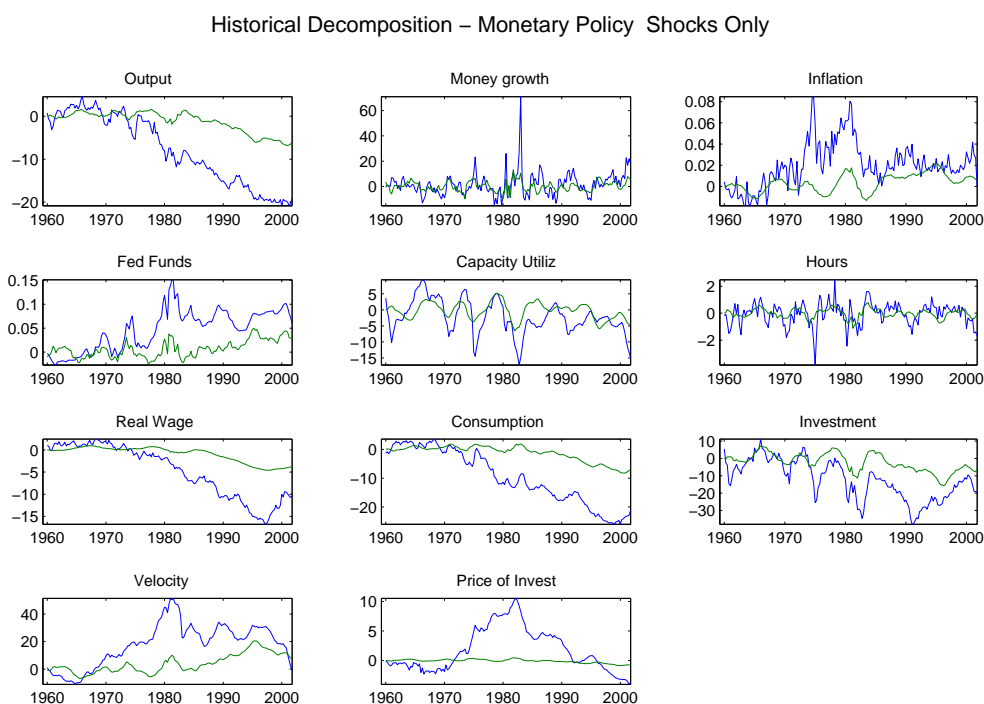 Historical Decomposition – Monetary Policy  Shocks Only
Output
0
−10
−20
1960 1970 1980 1990 2000
Money growth
60
40
20
0
1960 1970 1980 1990 2000
Inflation
0.08
0.06
0.04
0.02
0
1960 1970 1980 1990 2000
Fed Funds
0.15
0.1
0.05
0
1960 1970 1980 1990 2000
Capacity Utiliz
5
0
−5
−10
−15
1960 1970 1980 1990 2000
Hours
2
0
−2
1960 1970 1980 1990 2000
Real Wage
0
−5
−10
−15
1960 1970 1980 1990 2000
Consumption
0
−10
−20
1960 1970 1980 1990 2000
Investment
10
0
−10
−20
−30
1960 1970 1980 1990 2000
Velocity
40
20
0
1960 1970 1980 1990 2000
Price of Invest
10
5
0
1960 1970 1980 1990 2000